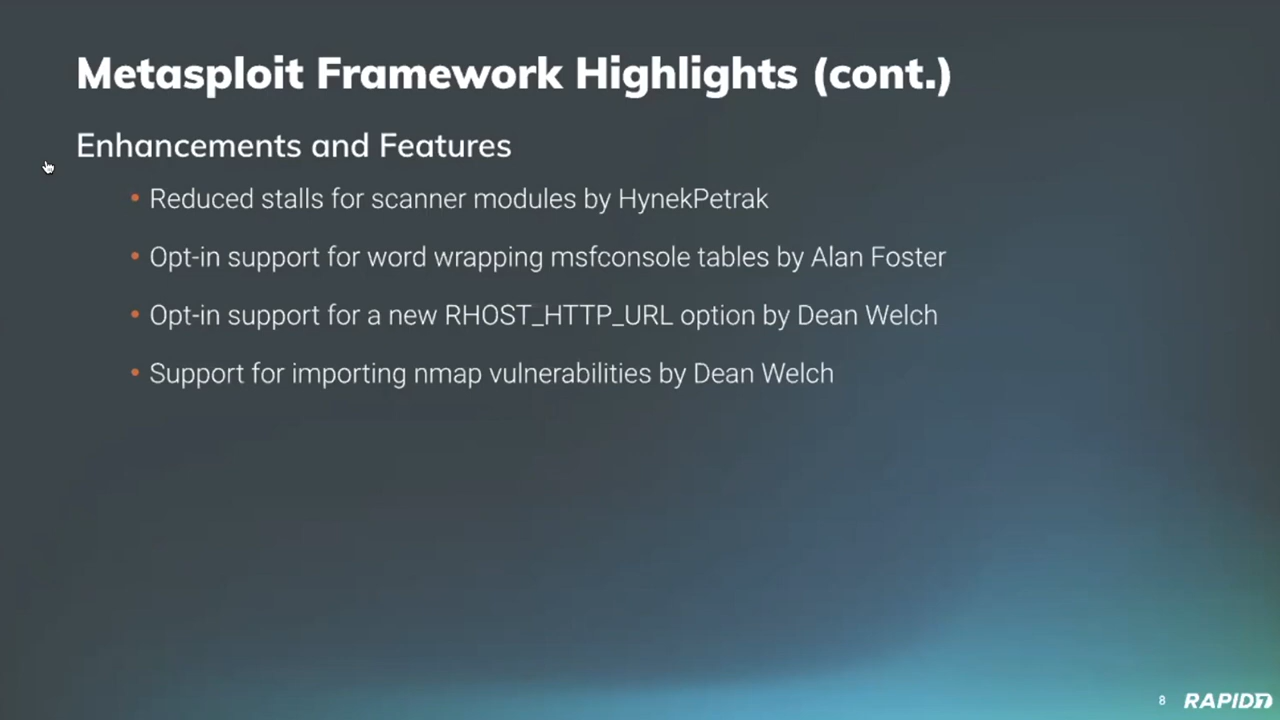 Metasploit Framework Highlights (cont.)
Enhancements and Features
• Reduced stalls for scanner modules by HynekPetrak
• Opt-in support for word wrapping msfconsole tables by Alan Foster
• Opt-in support for a new RHOST_HTTP_URL option by Dean Welch
• Support for importing nmap vulnerabilities by Dean Welch
8 RAPID7